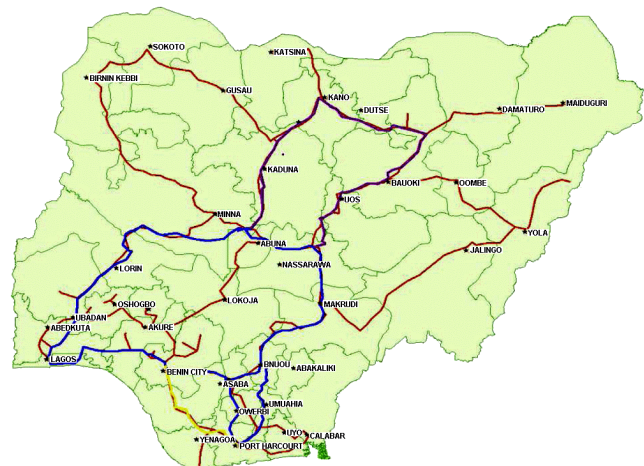 SOKOTO
KATSINA
BIRNIN KEBBI
GUSAU
KANO
DUTSE
DAMATURO
MAIDUGURI
KADUNA
BAUOKI
OOMBE
UOS
MINNA
YOLA
ABUNA
JALINGO
LORIN
NASSARAWA
OSHOGBO
LOKOJA
MAKRUDI
UBADAN
ABEDKUTA
AKURE
LAGOS
BENIN CITY
BNUOU
ABAKALIKI
ASABA
UMUAHIA
OWERBI
UYO
CALABAR
YENAGOA
PORT HARCOURT